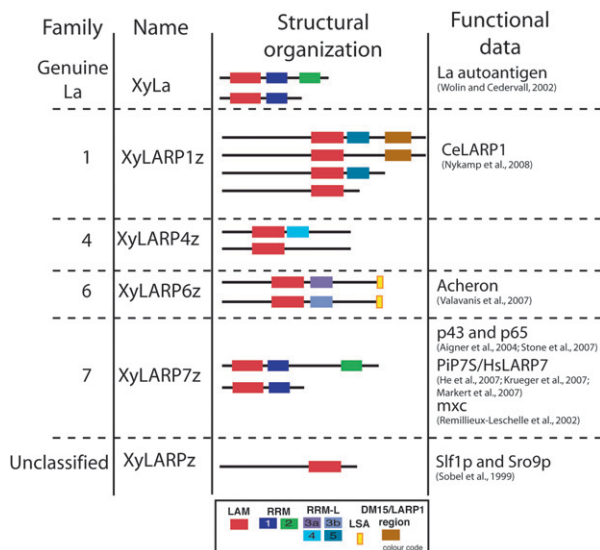 Family
Name
Structural organization
Functional data
Genuine La
XyLa
La autoantigen
(Wolin and Cedervall, 2002)
1
XyLARP1z
CeLARP1
(Nykamp et al., 2008)
4
XyLARP4z
6
XyLARP6z
Acheron
(Valavanis et al., 2007)
7
XyLARP7z
p43 and p65
(Aigner et al., 2004; Stone et al., 2007)
PiP7S/HsLARP7
(He et al., 2007; Krueger et al., 2007;
Markert et al., 2007)
mxc
(Remillieux-Leschelle et al., 2002)
Unclassified
XyLARPz
Slf1p and Sro9p
(Sobel et al., 1999)
LAM
RRM
1 2
RRM-L
3a 3b
4 5
LSA
DM15/LARP1 region
colour code